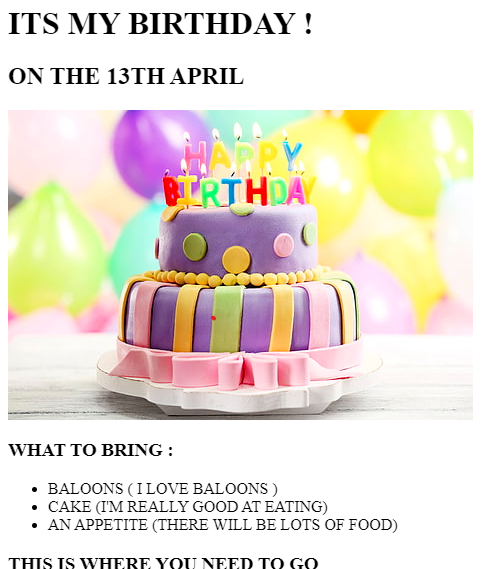 ITS MY BIRTHDAY !
ON THE 13TH APRIL
HAPPY
BIRTHDAY
WHAT TO BRING :
BALOONS ( I LOVE BALOONS )
CAKE (I'M REALLY GOOD AT EATING)
AN APPETITE (THERE WILL BE LOTS OF FOOD)
THIS IS WHERE YOU NEED TO GO